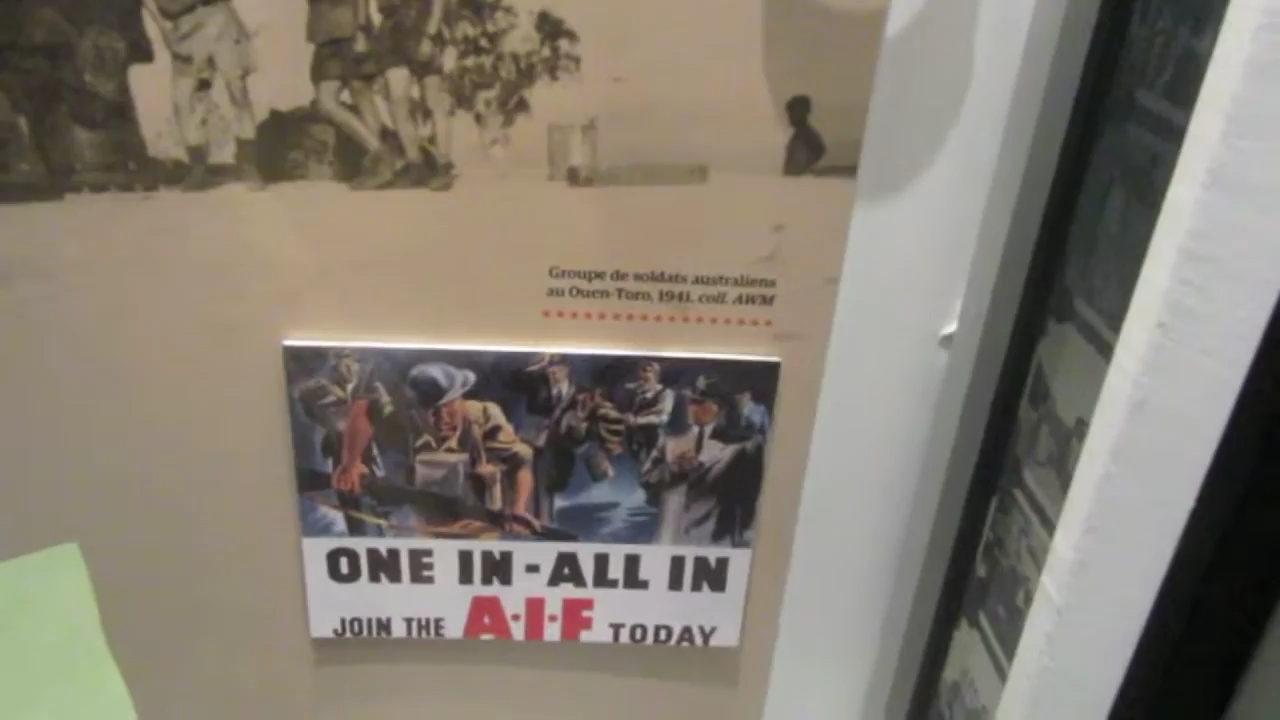 Groupe de soldats australiens
au Ouen-Toro, 1941. coll. AWM
ONE IN-ALL IN
JOIN THE A·I·F TODAY